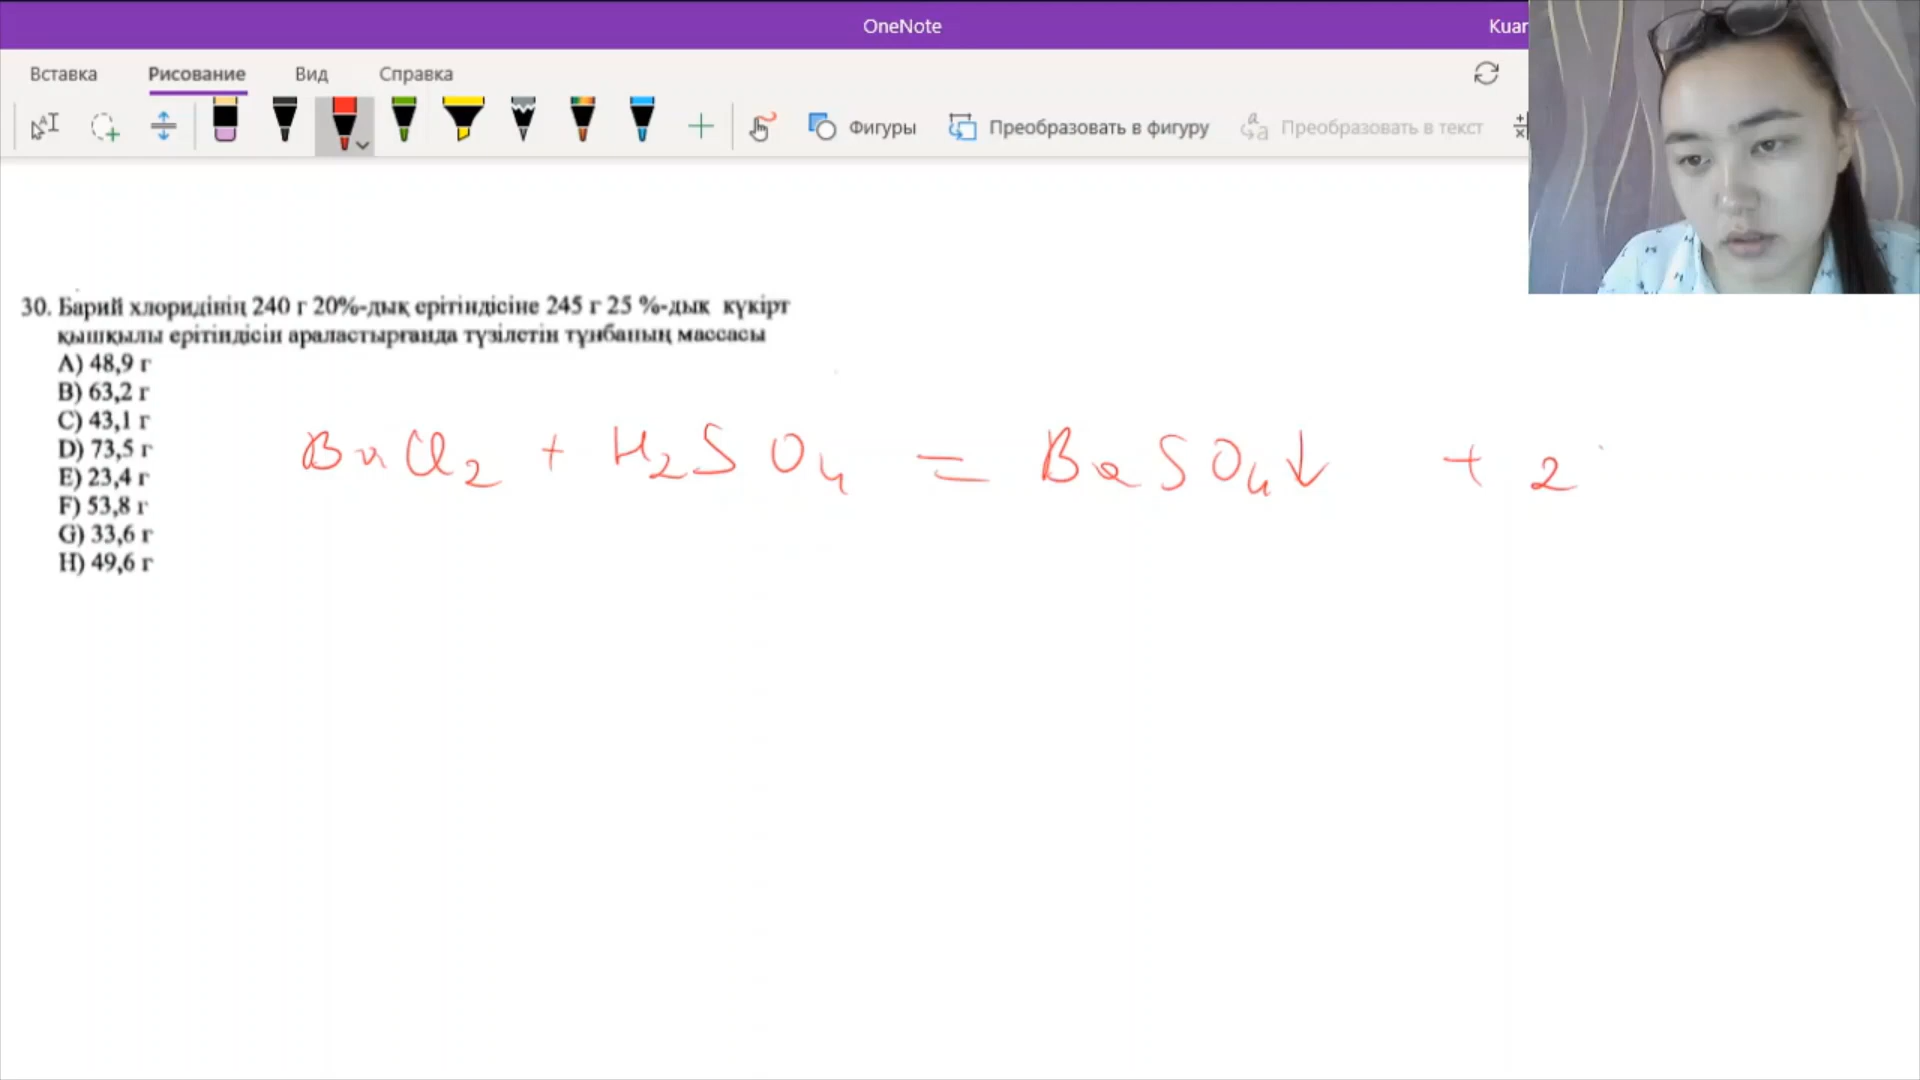 OneNote
Kuar
Вставка Рисование Вид Справка
Фигуры Преобразовать в фигуру Преобразовать в текст
30. Барий хлоридінің 240 г 20%-дық ерітіндісіне 245 г 25 %-дық күкірт
қышқылы ерітіндісін араластырғанда түзілетін тұнбаның массасы
A) 48,9 г
B) 63,2 г
C) 43,1 г
D) 73,5 г
E) 23,4 г
F) 53,8 г
G) 33,6 г
H) 49,6 г
BaCl2 + H2SO4 = BaSO4↓ + 2